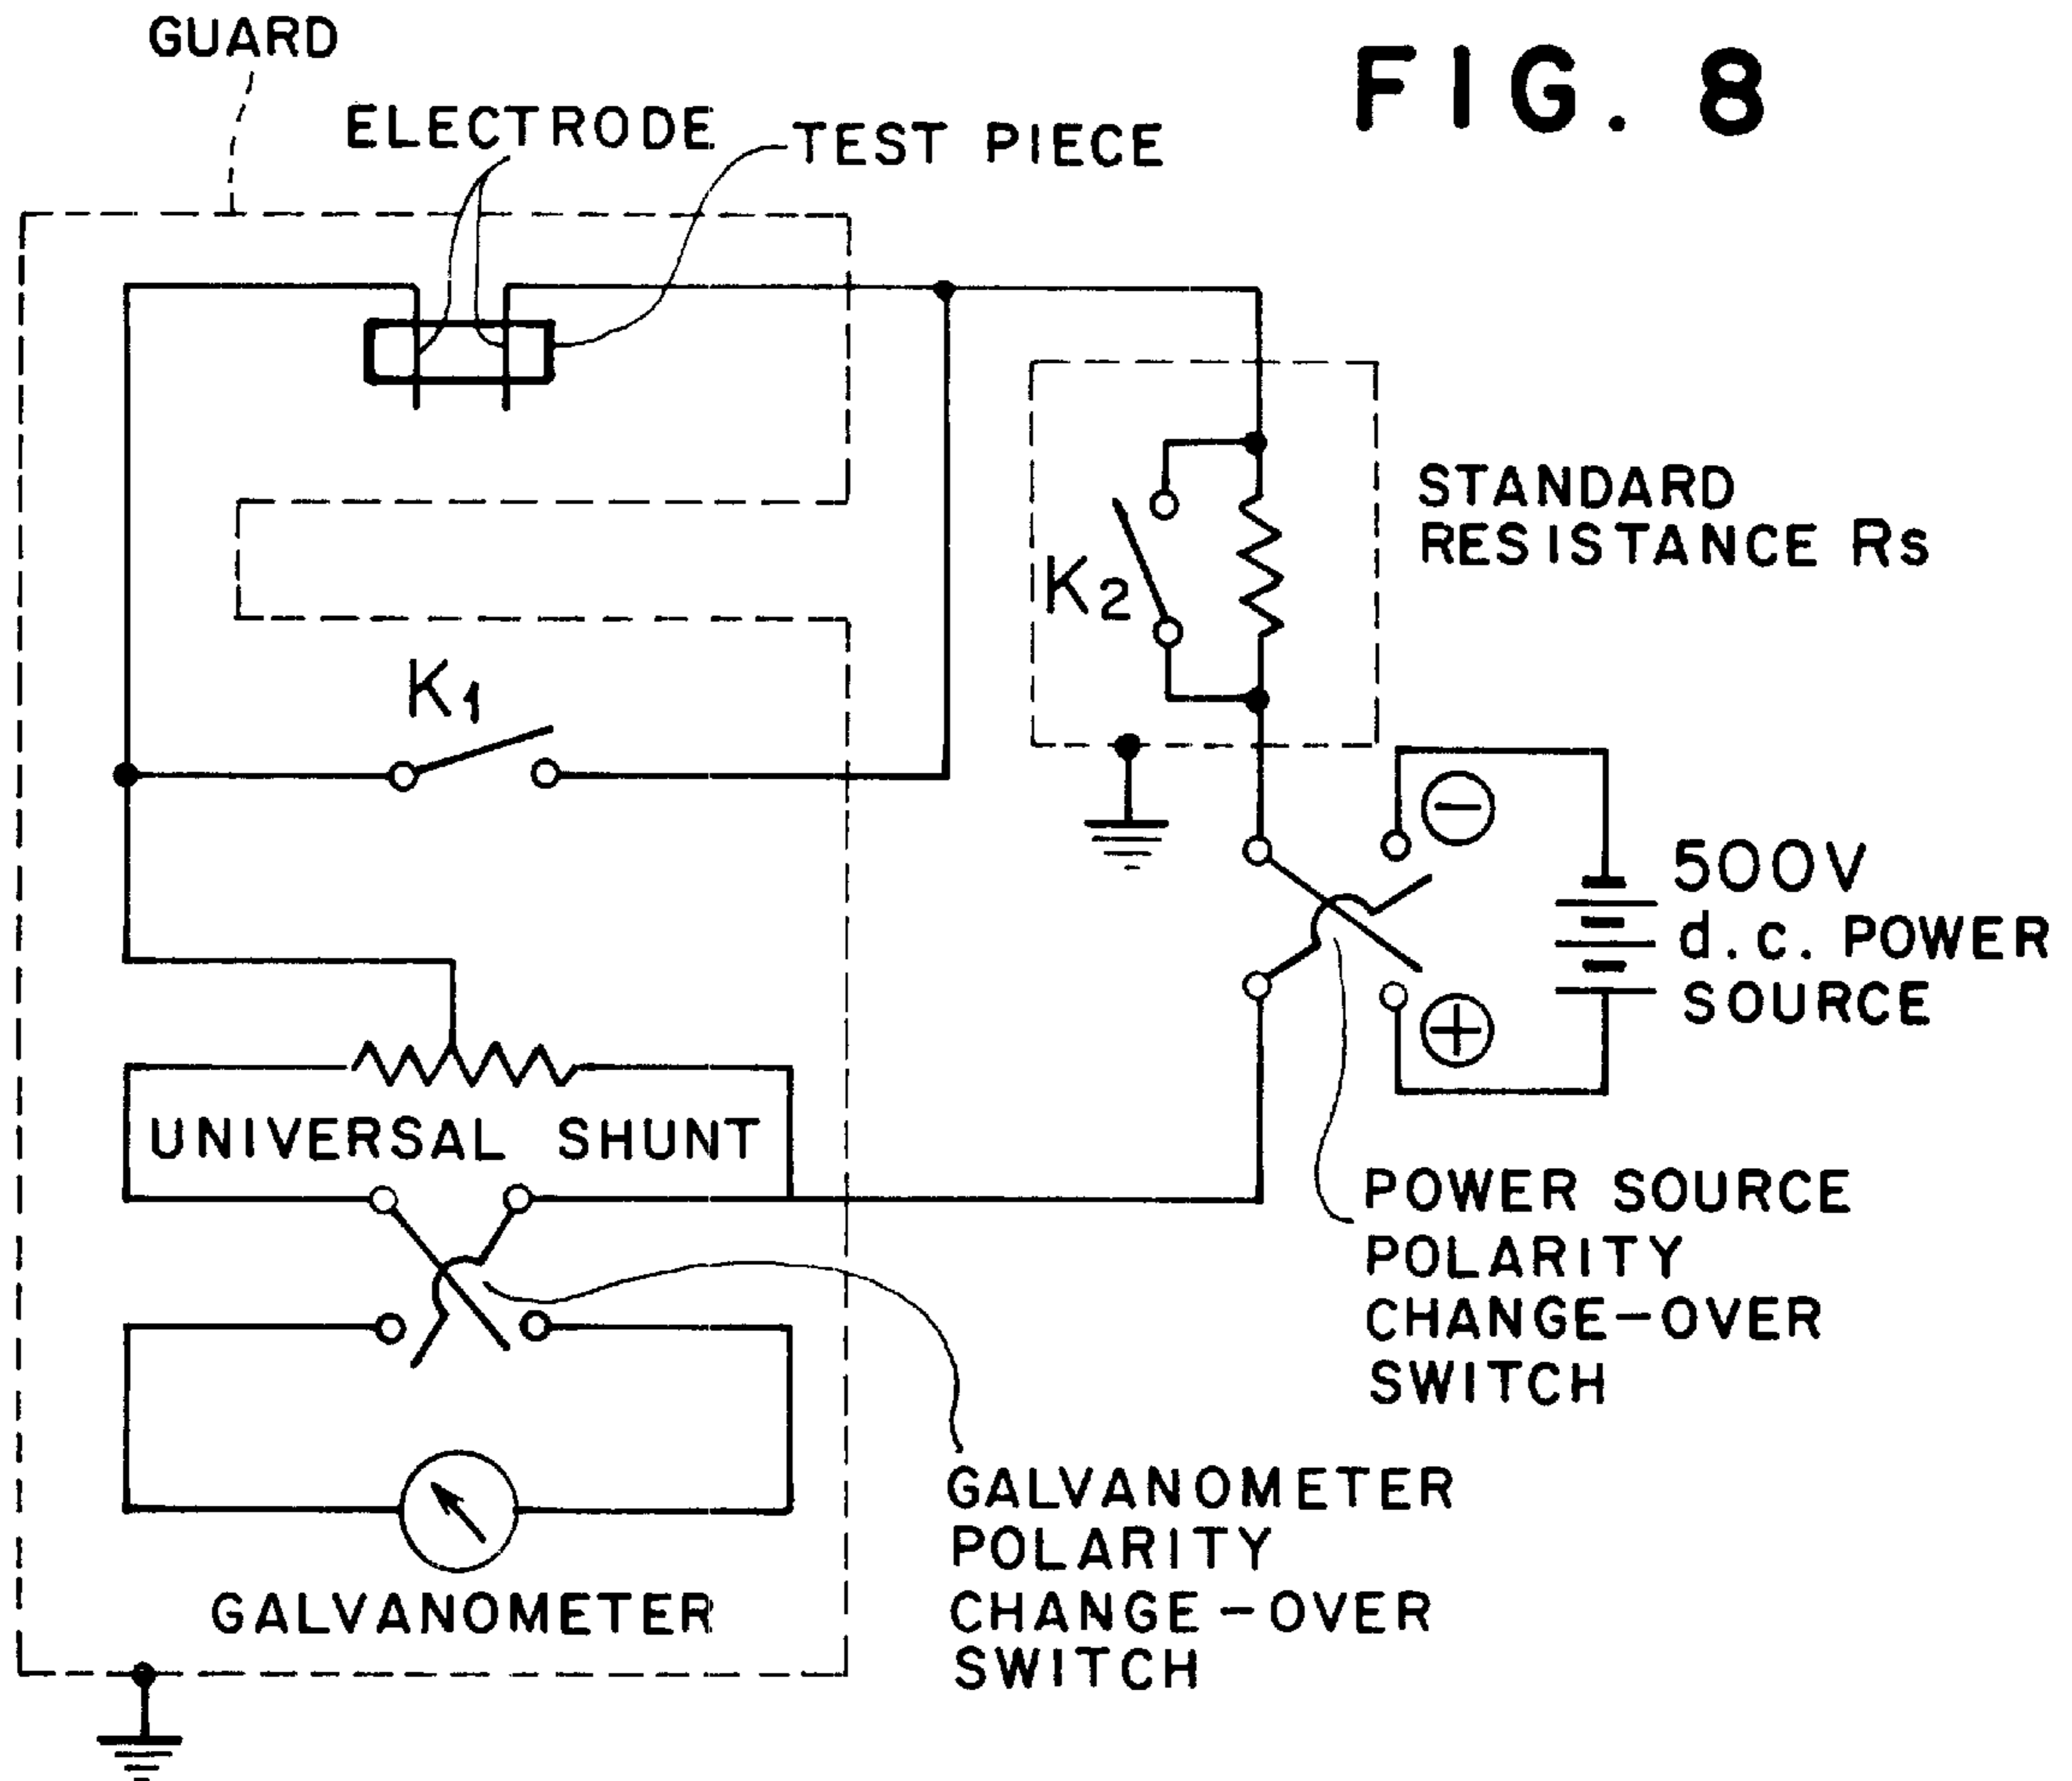 GUARD
FIG. 8
ELECTRODE
TEST PIECE
STANDARD
RESISTANCE Rs
K2
K1
−
500V
d.c. POWER
SOURCE
+
UNIVERSAL SHUNT
POWER SOURCE
POLARITY
CHANGE-OVER
SWITCH
GALVANOMETER
POLARITY
CHANGE-OVER
SWITCH
GALVANOMETER